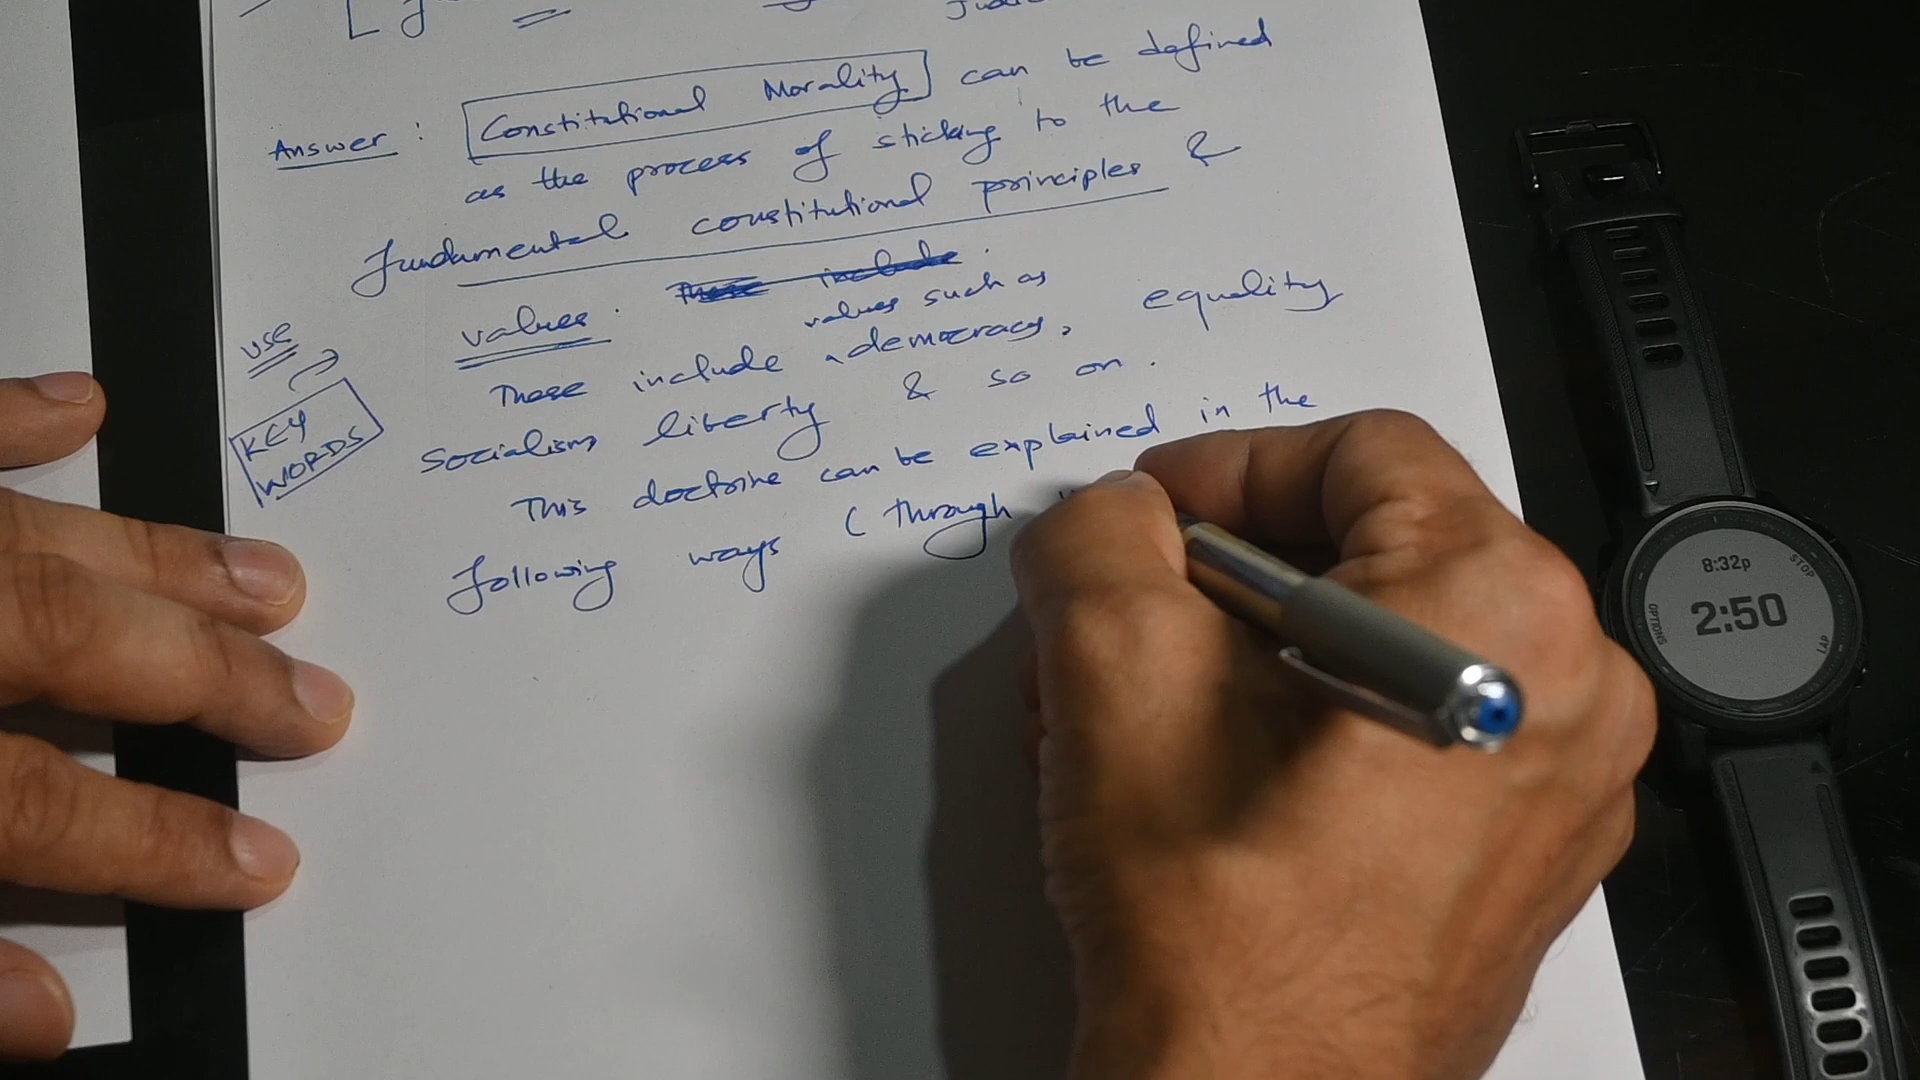 Answer : Constitutional Morality can be defined
as the process of sticking to the
fundamental constitutional principles &
values. These include.
values such as
These include democracy, equality
Socialism liberty & so on.
This doctrine can be explained in the
following ways ( through
USE
KEY
WORDS
8:32p
STOP
2:50
OPTIONS
LAP